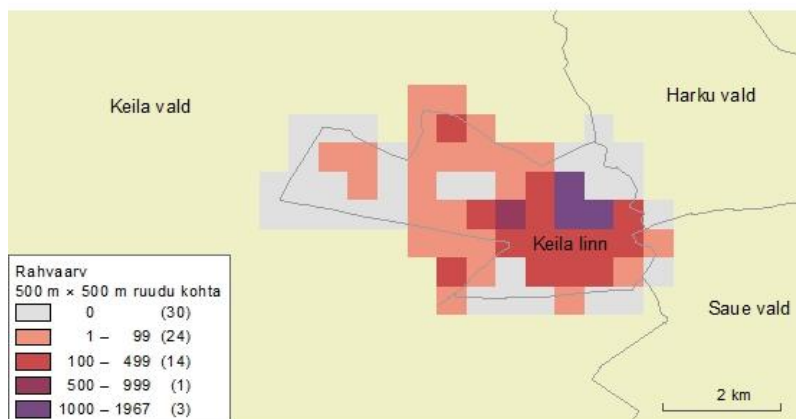 Keila vald
Harku vald
Keila linn
Saue vald
Rahvaarv
500 m × 500 m ruudu kohta
0 (30)
1 – 99 (24)
100 – 499 (14)
500 – 999 (1)
1000 – 1967 (3)
2 km